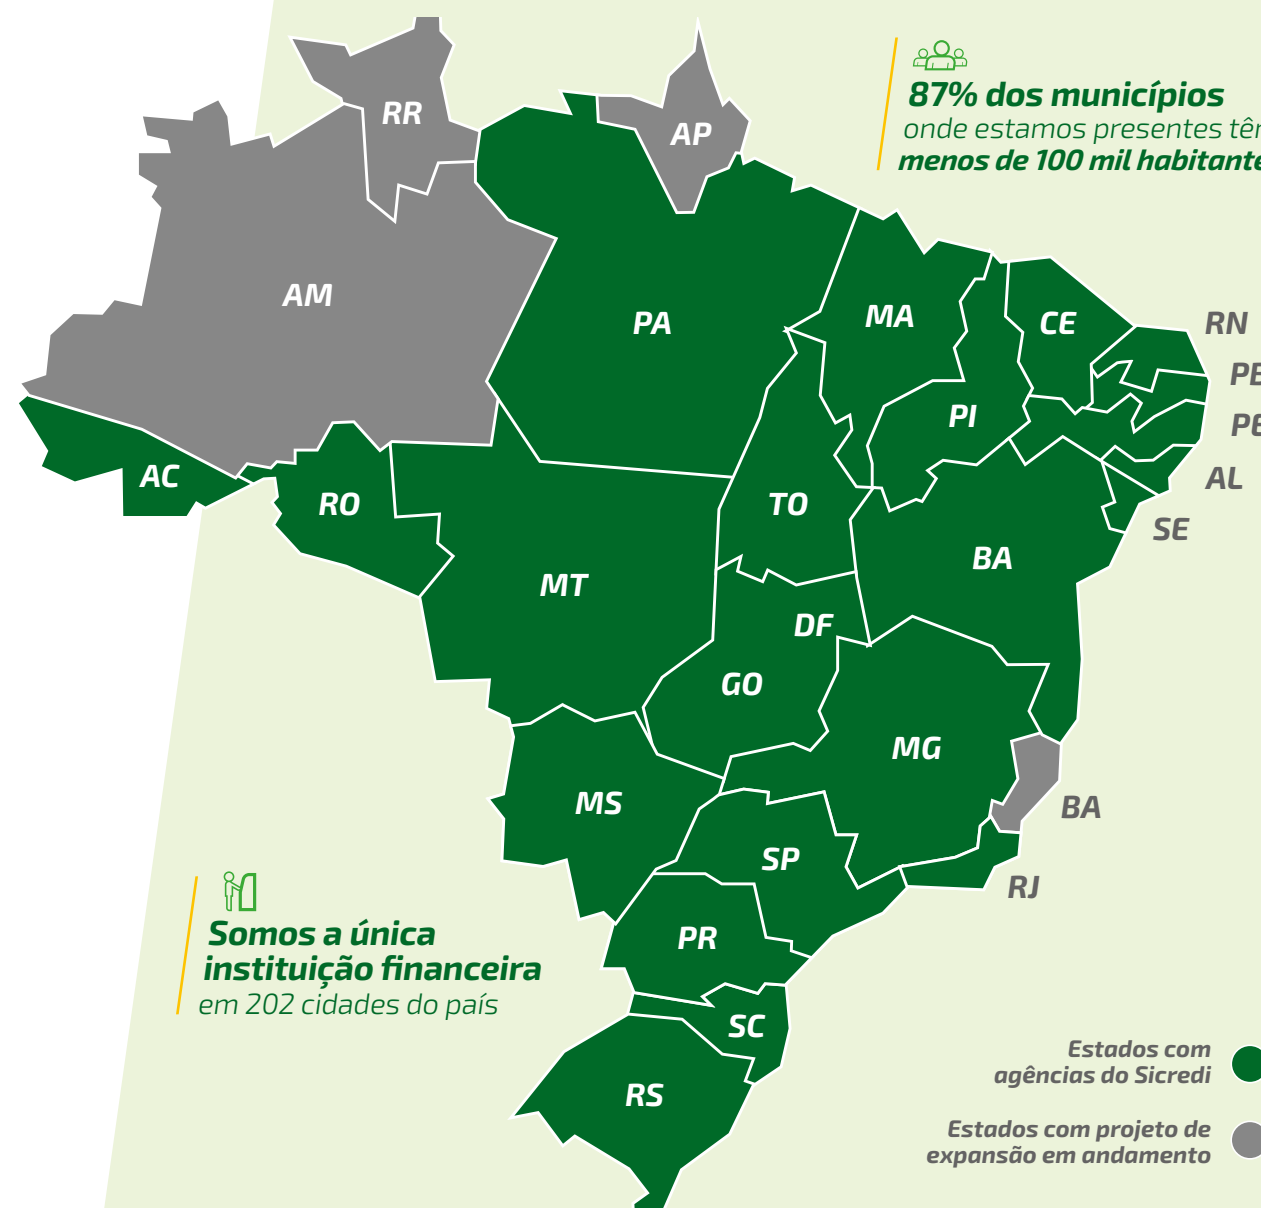 87% dos municípios
onde estamos presentes têm
menos de 100 mil habitante
RR
AP
AM
PA
MA
CE
RN
PB
PI
PE
AC
RO
TO
AL
SE
MT
BA
DF
GO
MG
MS
BA
SP
RJ
PR
SC
RS
Somos a única
instituição financeira
em 202 cidades do país
Estados com
agências do Sicredi
Estados com projeto de
expansão em andamento